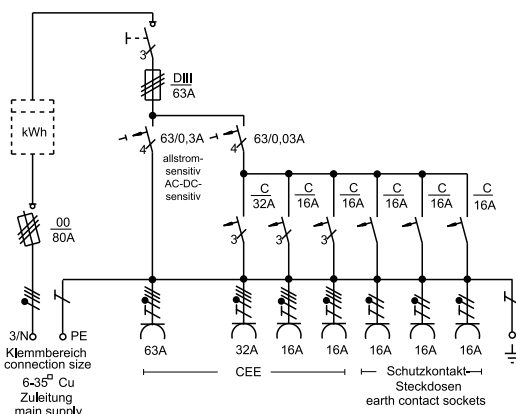 3
DIII
63A
kWh
63/0,3A
4
63/0,03A
4
allstrom-
sensitiv
AC-DC-
sensitiv
C
32A
C
16A
C
16A
C
16A
C
16A
C
16A
00
80A
3
3
3
3/N
PE
63A
32A
16A
16A
16A
16A
16A
Klemmbereich
connection size
6-35□ Cu
Zuleitung
main supply
CEE
Schutzkontakt-
Steckdosen
earth contact sockets